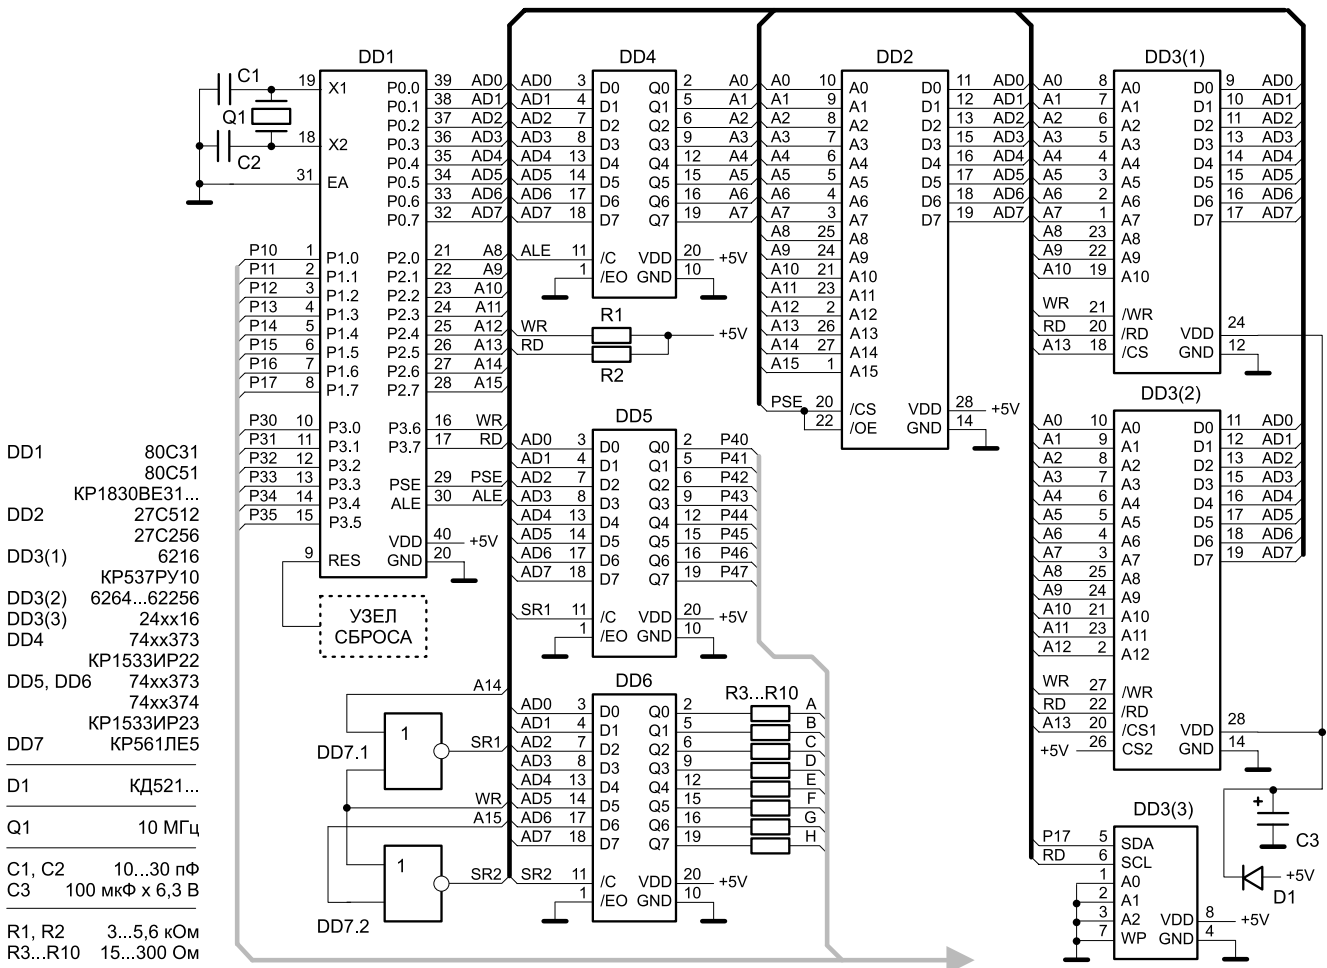 DD1
19 X1 P0.0 39 AD0
P0.1 38 AD1
P0.2 37 AD2
18 X2 P0.3 36 AD3
P0.4 35 AD4
31 EA P0.5 34 AD5
P0.6 33 AD6
P0.7 32 AD7
P10 1 P1.0 P2.0 21 A8
P11 2 P1.1 P2.1 22 A9
P12 3 P1.2 P2.2 23 A10
P13 4 P1.3 P2.3 24 A11
P14 5 P1.4 P2.4 25 A12
P15 6 P1.5 P2.5 26 A13
P16 7 P1.6 P2.6 27 A14
P17 8 P1.7 P2.7 28 A15
P30 10 P3.0 P3.6 16 WR
P31 11 P3.1 P3.7 17 RD
P32 12 P3.2
P33 13 P3.3 PSE 29 PSE
P34 14 P3.4 ALE 30 ALE
P35 15 P3.5
VDD 40 +5V
9 RES GND 20
C1
Q1
C2
УЗЕЛ
СБРОСА
DD4
AD0 3 D0 Q0 2 A0
AD1 4 D1 Q1 5 A1
AD2 7 D2 Q2 6 A2
AD3 8 D3 Q3 9 A3
AD4 13 D4 Q4 12 A4
AD5 14 D5 Q5 15 A5
AD6 17 D6 Q6 16 A6
AD7 18 D7 Q7 19 A7
ALE 11 /C VDD 20 +5V
1 /EO GND 10
WR R1 +5V
RD R2
DD5
AD0 3 D0 Q0 2 P40
AD1 4 D1 Q1 5 P41
AD2 7 D2 Q2 6 P42
AD3 8 D3 Q3 9 P43
AD4 13 D4 Q4 12 P44
AD5 14 D5 Q5 15 P45
AD6 17 D6 Q6 16 P46
AD7 18 D7 Q7 19 P47
SR1 11 /C VDD 20 +5V
1 /EO GND 10
DD6
R3...R10
AD0 3 D0 Q0 2 A
AD1 4 D1 Q1 5 B
AD2 7 D2 Q2 6 C
AD3 8 D3 Q3 9 D
AD4 13 D4 Q4 12 E
AD5 14 D5 Q5 15 F
AD6 17 D6 Q6 16 G
AD7 18 D7 Q7 19 H
SR2 11 /C VDD 20 +5V
1 /EO GND 10
A14
1
DD7.1 SR1
WR
A15
1
SR2
DD7.2
DD2
A0 10 A0 D0 11 AD0
A1 9 A1 D1 12 AD1
A2 8 A2 D2 13 AD2
A3 7 A3 D3 15 AD3
A4 6 A4 D4 16 AD4
A5 5 A5 D5 17 AD5
A6 4 A6 D6 18 AD6
A7 3 A7 D7 19 AD7
A8 25 A8
A9 24 A9
A10 21 A10
A11 23 A11
A12 2 A12
A13 26 A13
A14 27 A14
A15 1 A15
PSE 20 /CS VDD 28 +5V
22 /OE GND 14
DD3(1)
A0 8 A0 D0 9 AD0
A1 7 A1 D1 10 AD1
A2 6 A2 D2 11 AD2
A3 5 A3 D3 13 AD3
A4 4 A4 D4 14 AD4
A5 3 A5 D5 15 AD5
A6 2 A6 D6 16 AD6
A7 1 A7 D7 17 AD7
A8 23 A8
A9 22 A9
A10 19 A10
WR 21 /WR
RD 20 /RD VDD 24
A13 18 /CS GND 12
DD3(2)
A0 10 A0 D0 11 AD0
A1 9 A1 D1 12 AD1
A2 8 A2 D2 13 AD2
A3 7 A3 D3 15 AD3
A4 6 A4 D4 16 AD4
A5 5 A5 D5 17 AD5
A6 4 A6 D6 18 AD6
A7 3 A7 D7 19 AD7
A8 25 A8
A9 24 A9
A10 21 A10
A11 23 A11
A12 2 A12
WR 27 /WR
RD 22 /RD
A13 20 /CS1 VDD 28
+5V 26 CS2 GND 14
DD3(3)
P17 5 SDA
RD 6 SCL
1 A0
2 A1
3 A2 VDD 8 +5V
7 WP GND 4
+ C3
D1 +5V
DD1 80C31
80C51
КР1830ВЕ31...
DD2 27C512
27C256
DD3(1) 6216
КР537РУ10
DD3(2) 6264...62256
DD3(3) 24xx16
DD4 74xx373
КР1533ИР22
DD5, DD6 74xx373
74xx374
КР1533ИР23
DD7 КР561ЛЕ5
D1 КД521...
Q1 10 МГц
C1, C2 10...30 пФ
C3 100 мкФ x 6,3 В
R1, R2 3...5,6 кОм
R3...R10 15...300 Ом